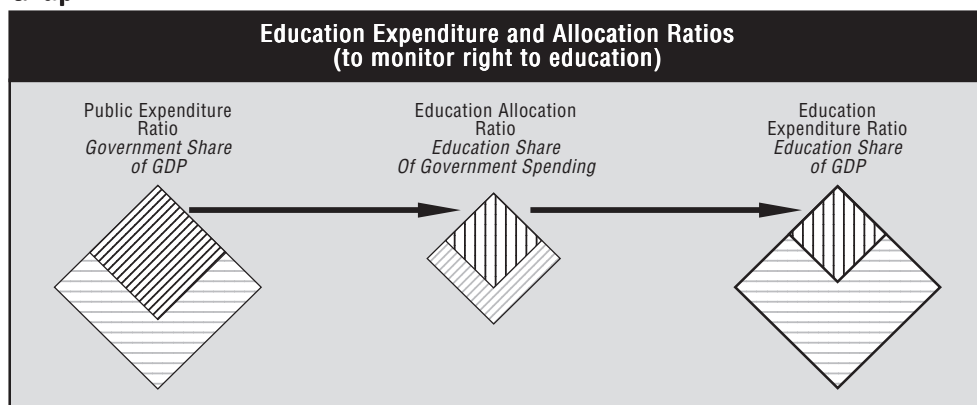 Education Expenditure and Allocation Ratios
(to monitor right to education)
Public Expenditure
Ratio
Government Share
of GDP
Education Allocation
Ratio
Education Share
Of Government Spending
Education
Expenditure Ratio
Education Share
of GDP